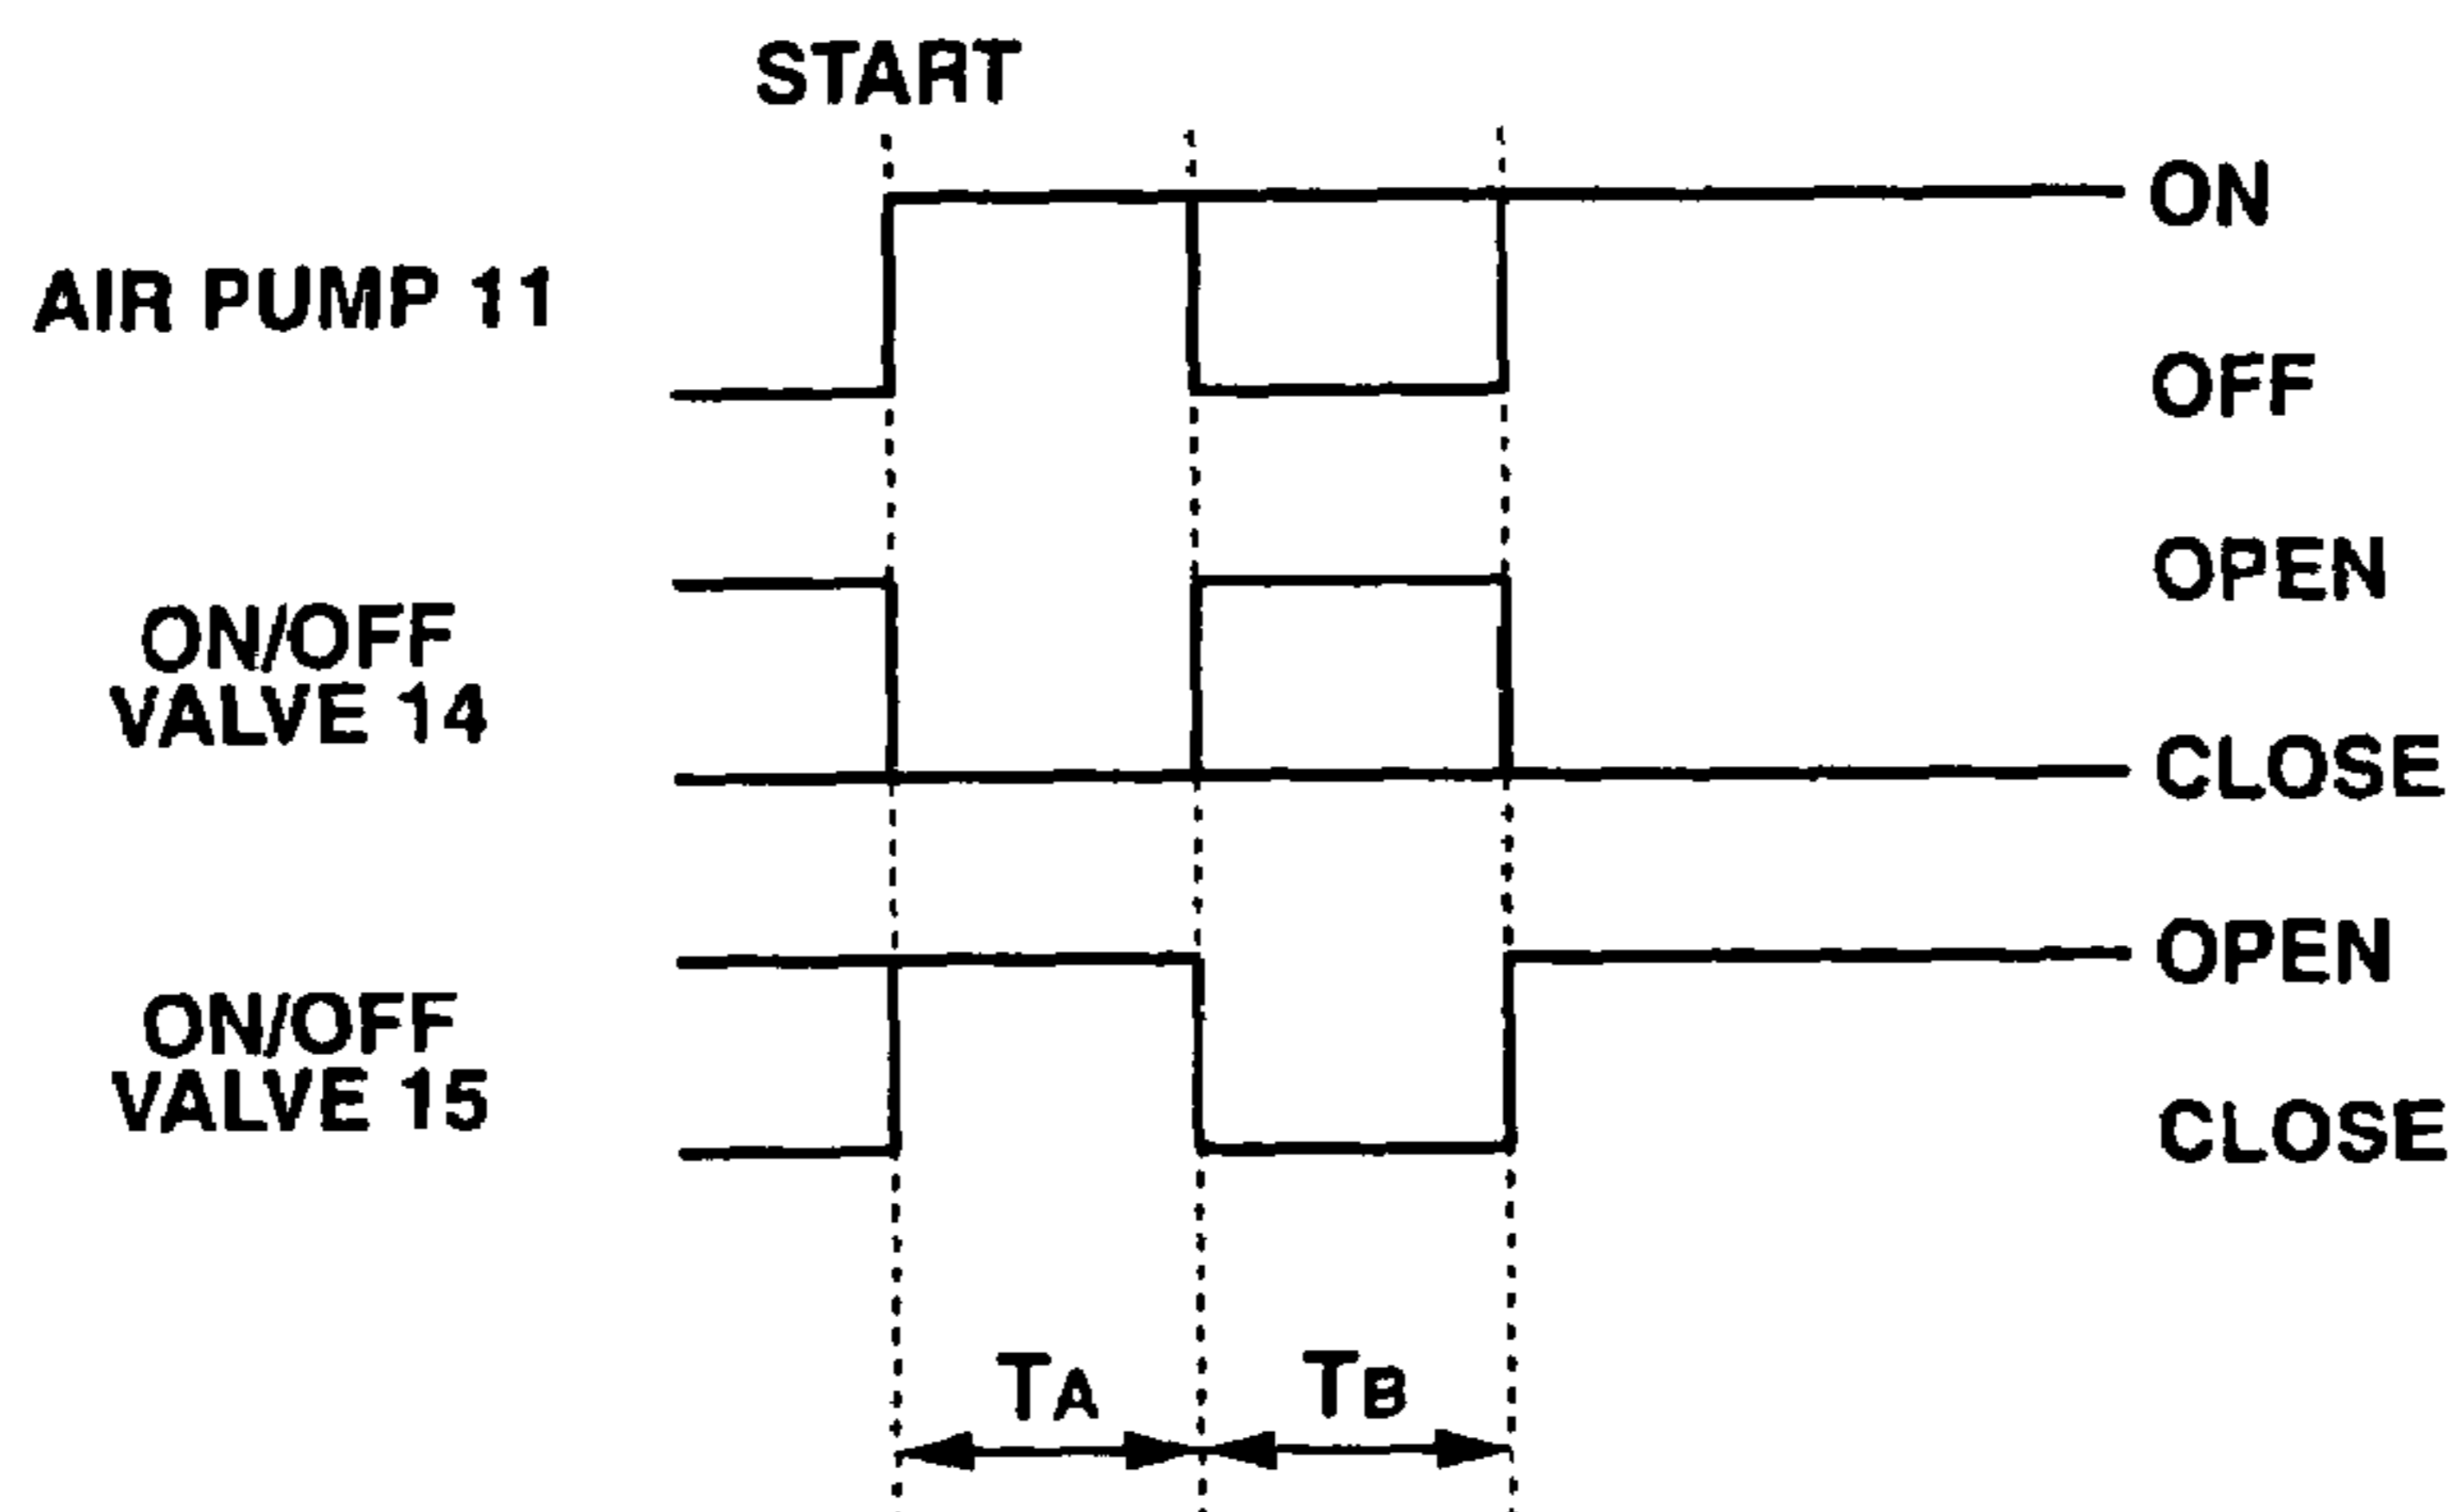 START
ON
AIR PUMP 11
OFF
OPEN
ON/OFF
VALVE 14
CLOSE
OPEN
ON/OFF
VALVE 15
CLOSE
TA
TB